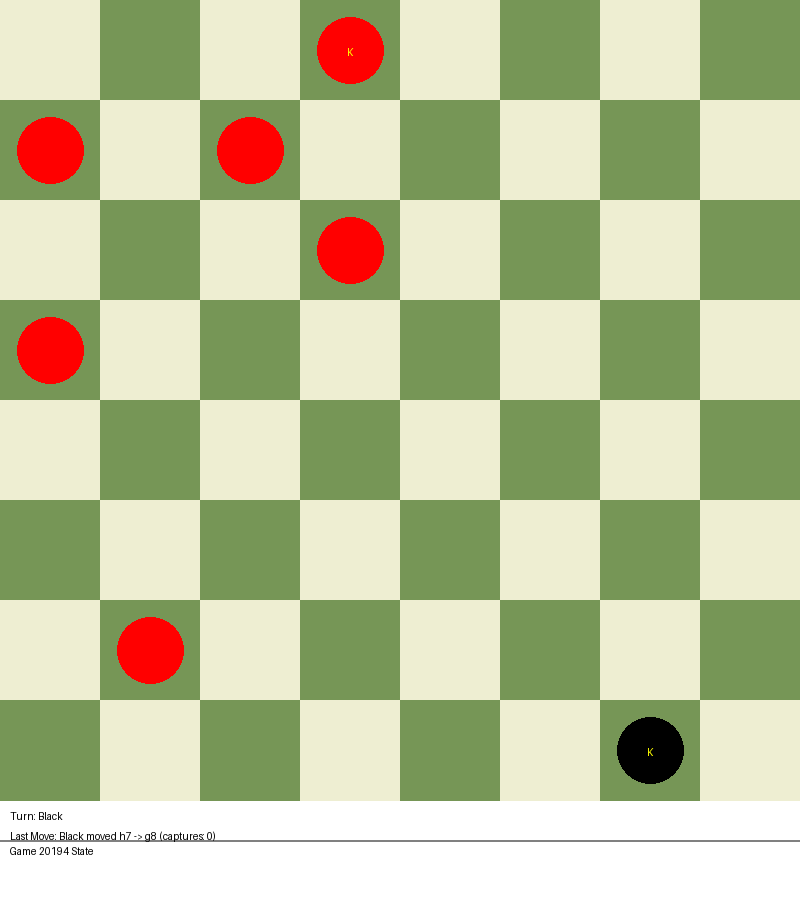 K
K
Turn: Black
Last Move: Black moved h7 -> g8 (captures: 0)
Game 20194 State